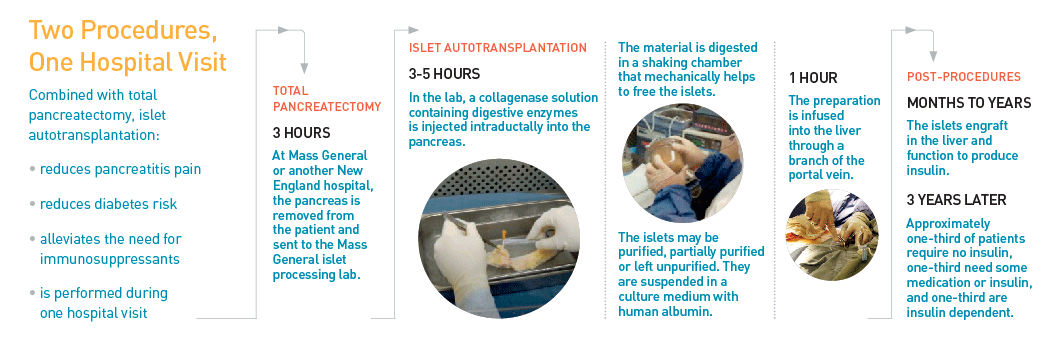 Two Procedures,
One Hospital Visit
Combined with total
pancreatectomy, islet
autotransplantation:
• reduces pancreatitis pain
• reduces diabetes risk
• alleviates the need for
immunosuppressants
• is performed during
one hospital visit
TOTAL
PANCREATECTOMY
3 HOURS
At Mass General
or another New
England hospital,
the pancreas is
removed from
the patient and
sent to the Mass
General islet
processing lab.
ISLET AUTOTRANSPLANTATION
3-5 HOURS
In the lab, a collagenase solution
containing digestive enzymes
is injected intraductally into the
pancreas.
The material is digested
in a shaking chamber
that mechanically helps
to free the islets.
The islets may be
purified, partially purified
or left unpurified. They
are suspended in a
culture medium with
human albumin.
1 HOUR
The preparation
is infused
into the liver
through a
branch of the
portal vein.
POST-PROCEDURES
MONTHS TO YEARS
The islets engraft
in the liver and
function to produce
insulin.
3 YEARS LATER
Approximately
one-third of patients
require no insulin,
one-third need some
medication or insulin,
and one-third are
insulin dependent.